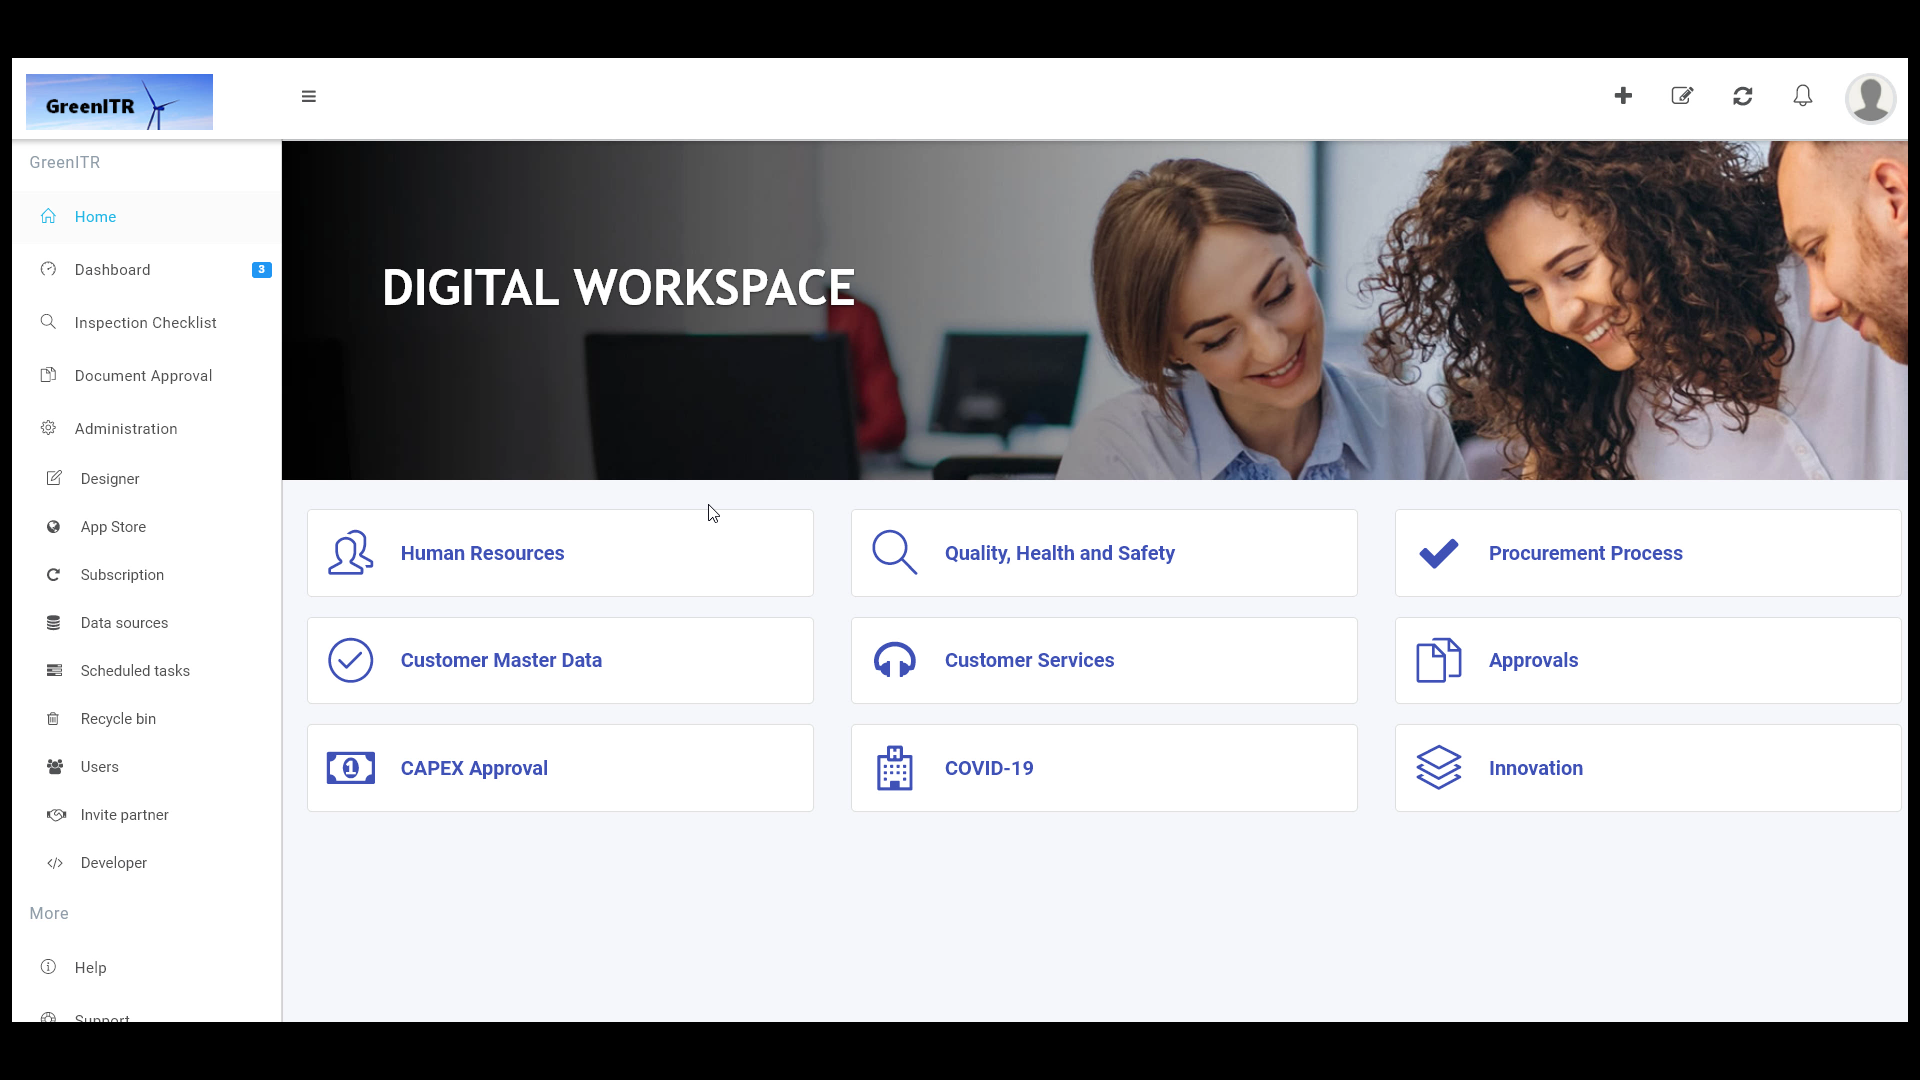 GreenITR
GreenITR
Home
Dashboard
3
Inspection Checklist
Document Approval
Administration
Designer
App Store
Subscription
Data sources
Scheduled tasks
Recycle bin
Users
Invite partner
Developer
More
Help
Support
DIGITAL WORKSPACE
Human Resources
Quality, Health and Safety
Procurement Process
Customer Master Data
Customer Services
Approvals
1
CAPEX Approval
COVID-19
Innovation